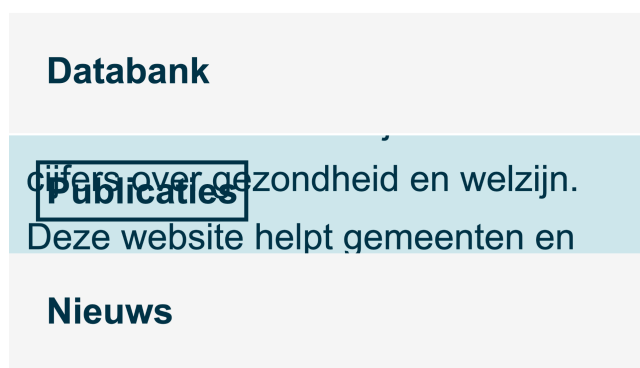 Databank
cijfers over gezondheid en welzijn.
Publicaties
Deze website helpt gemeenten en
Nieuws